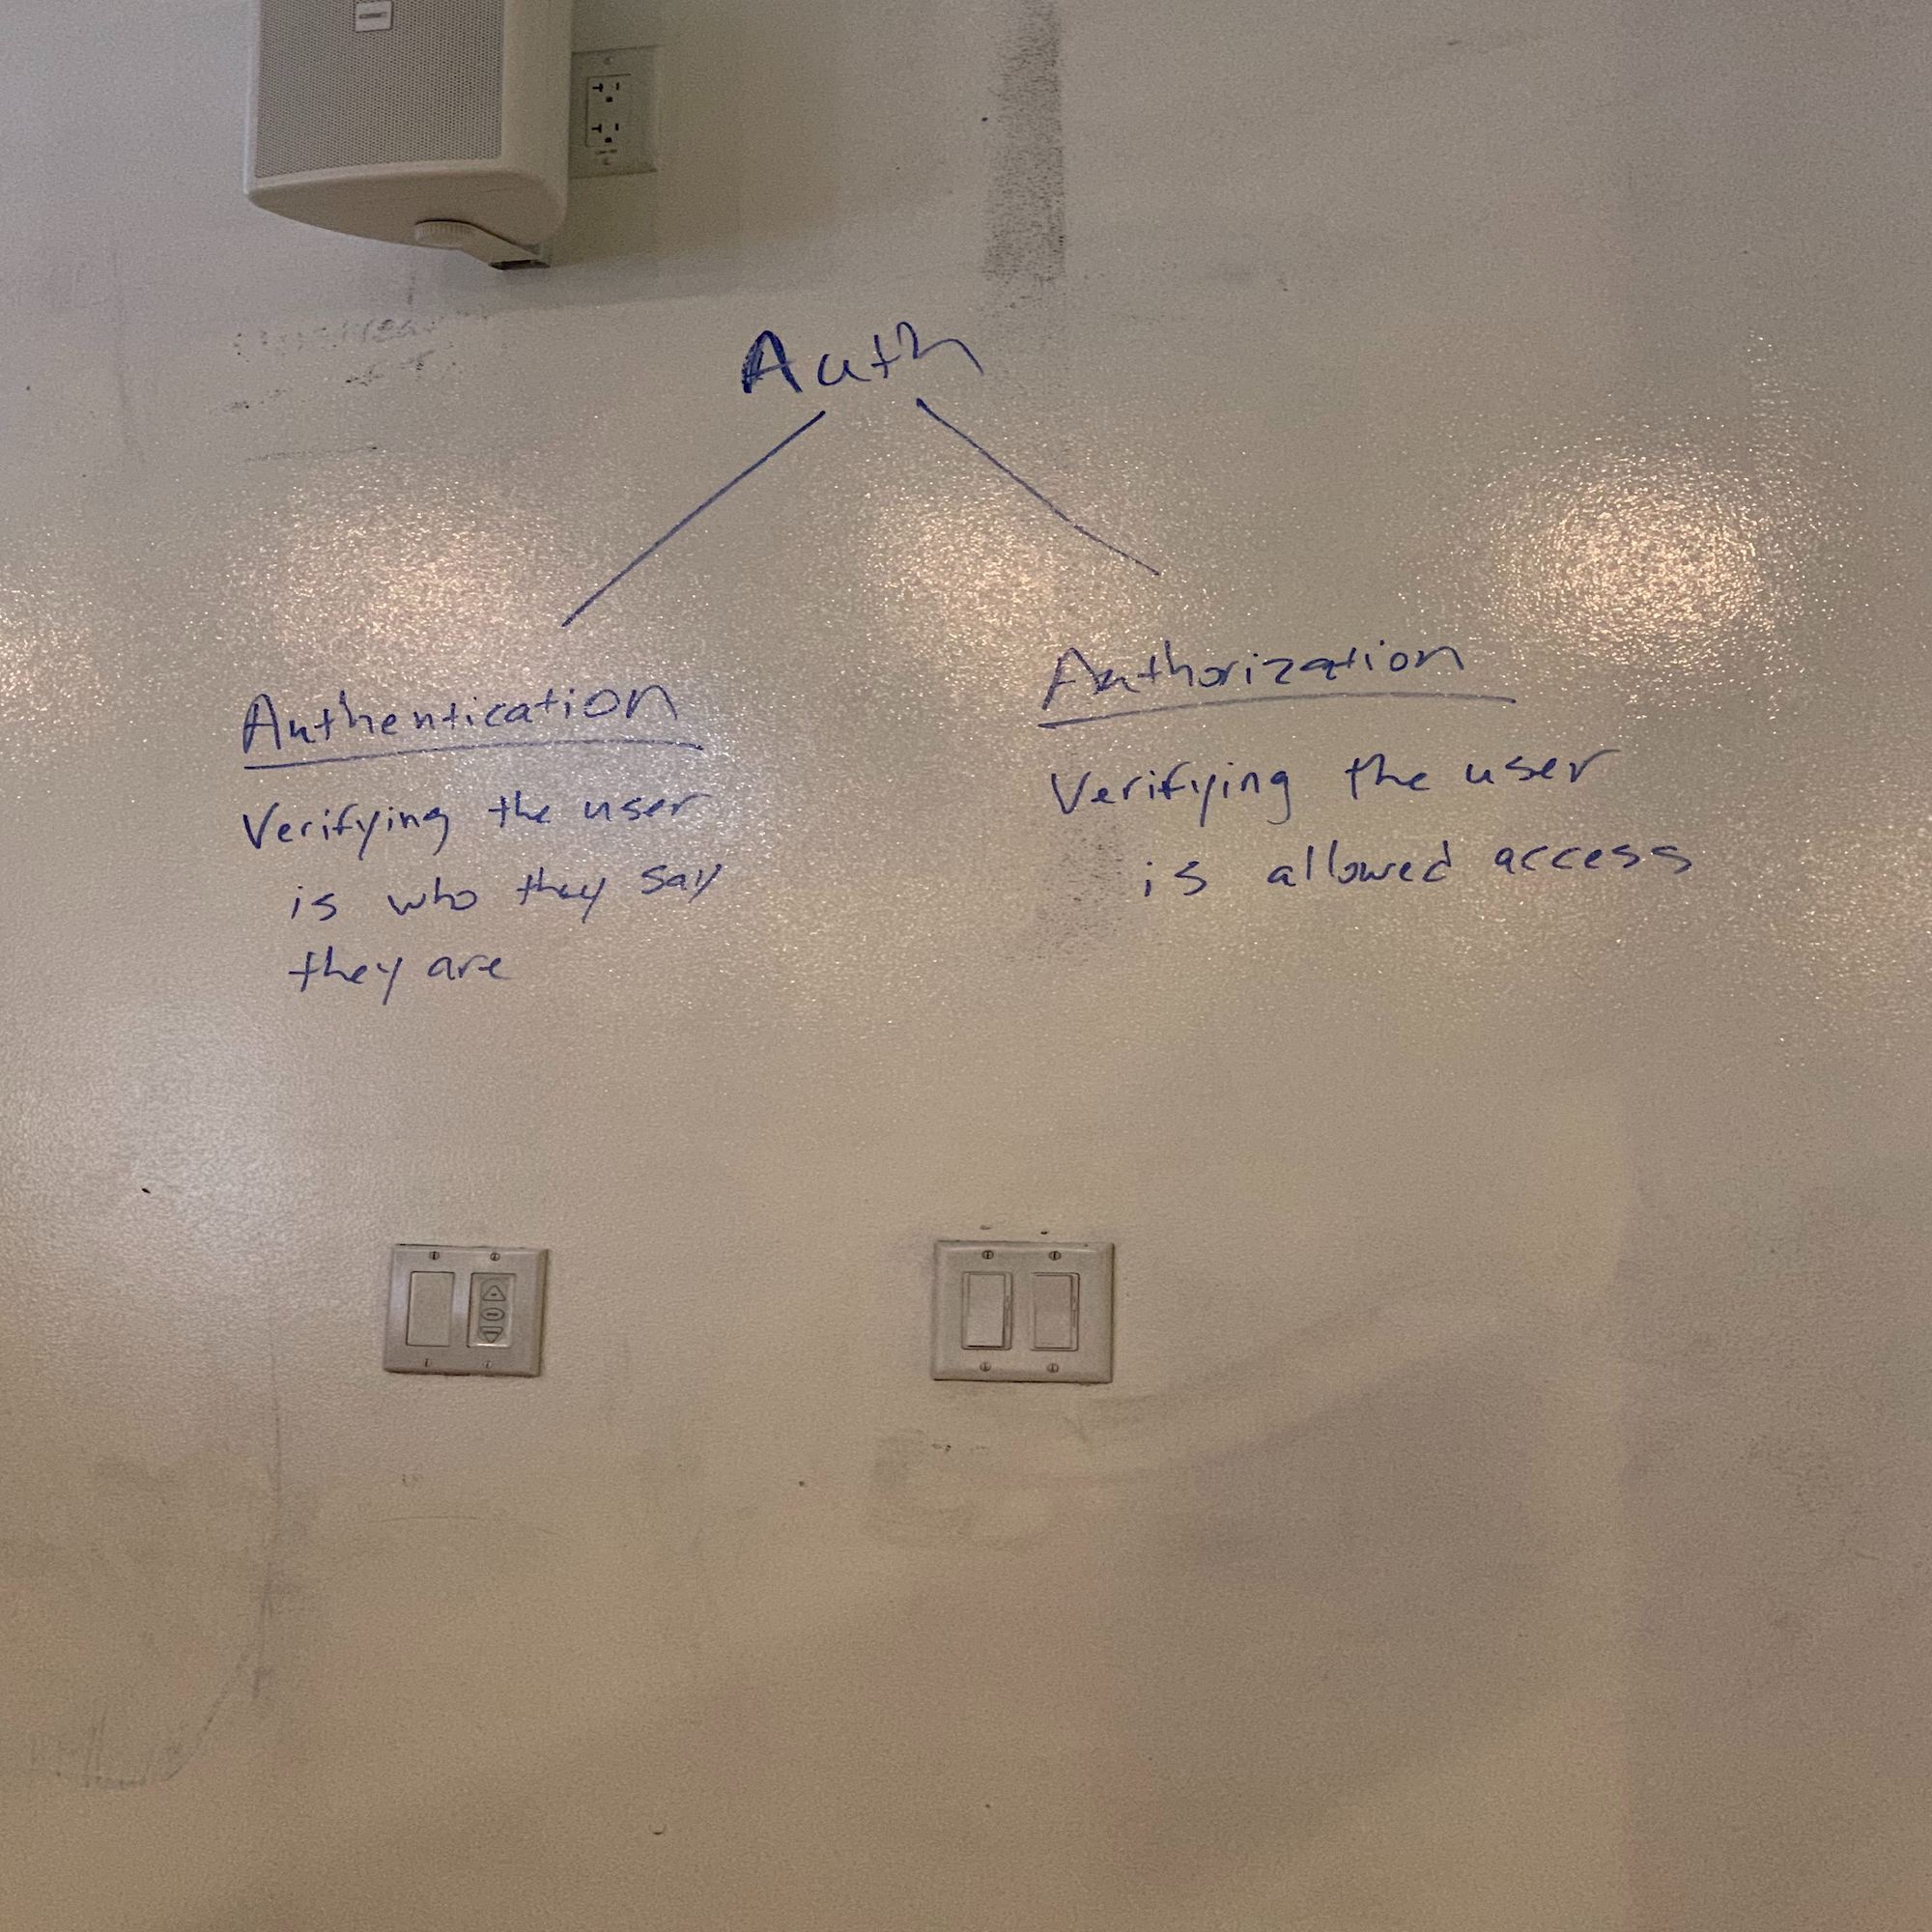 Auth
Authentication
Verifying the user
is who they say
they are
Authorization
Verifying the user
is allowed access